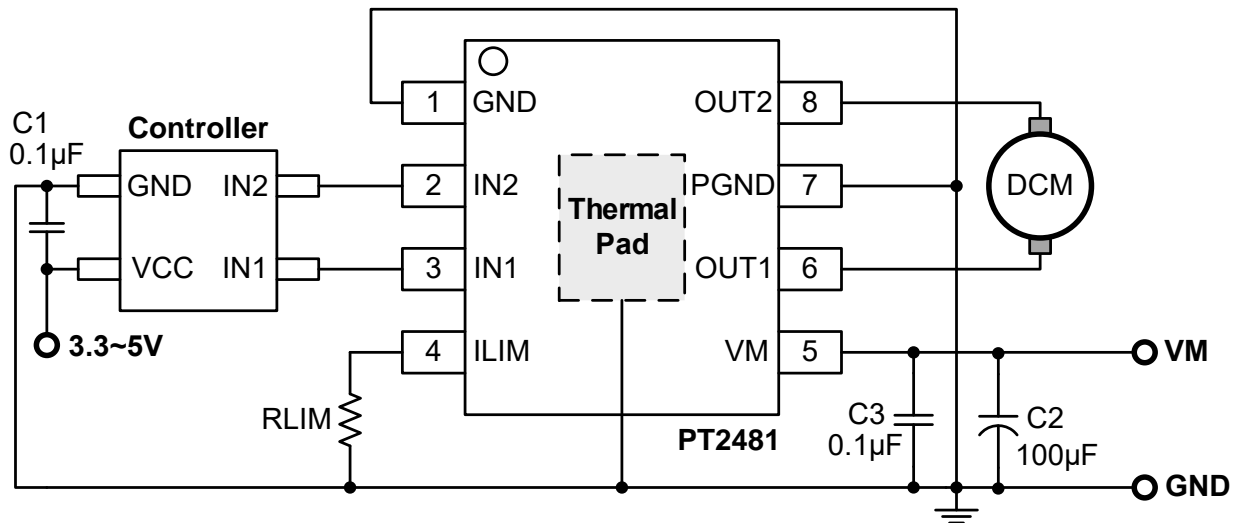 C1
0.1µF
Controller
GND IN2
VCC IN1
3.3~5V
1 GND
2 IN2
3 IN1
4 ILIM
RLIM
Thermal
Pad
OUT2 8
PGND 7
OUT1 6
VM 5
PT2481
DCM
C3
0.1µF
C2
100µF
VM
GND